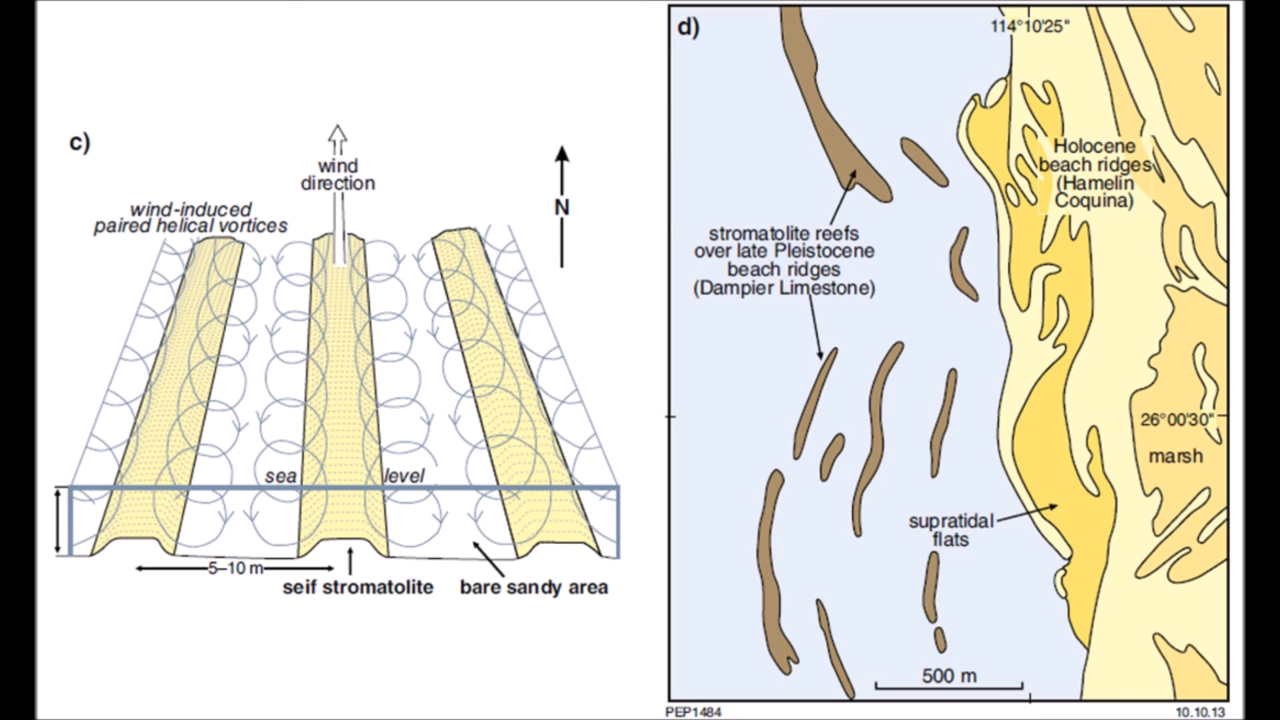 c)
wind
direction
wind-induced
paired helical vortices
N
sea level
5–10 m
seif stromatolite
bare sandy area
d)
114°10'25"
Holocene
beach ridges
(Hamelin
Coquina)
stromatolite reefs
over late Pleistocene
beach ridges
(Dampier Limestone)
26°00'30"
marsh
supratidal
flats
500 m
PEP1484
10.10.13